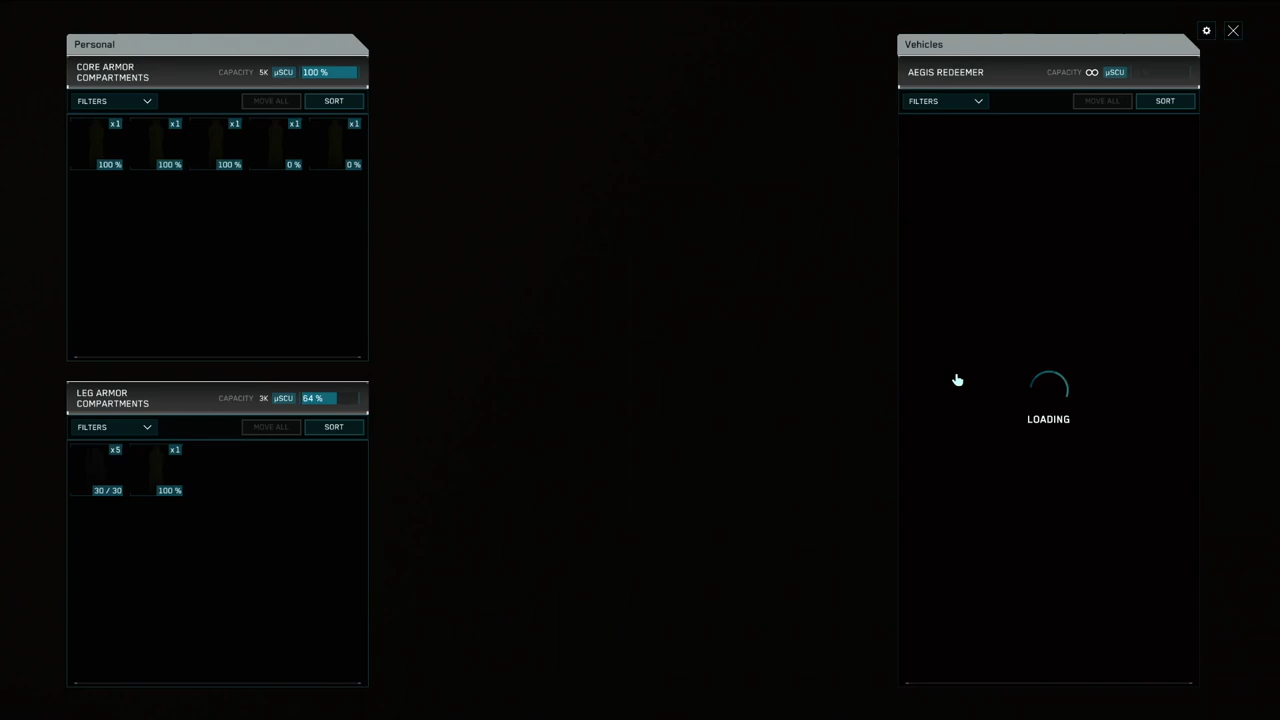 Personal
CORE ARMOR
COMPARTMENTS
CAPACITY 5K µSCU 100 %
FILTERS MOVE ALL SORT
x1 x1 x1 x1 x1
100 % 100 % 100 % 0 % 0 %
LEG ARMOR
COMPARTMENTS
CAPACITY 3K µSCU 64 %
FILTERS MOVE ALL SORT
x5 x1
30 / 30 100 %
Vehicles
AEGIS REDEEMER CAPACITY ∞ µSCU
FILTERS MOVE ALL SORT
LOADING